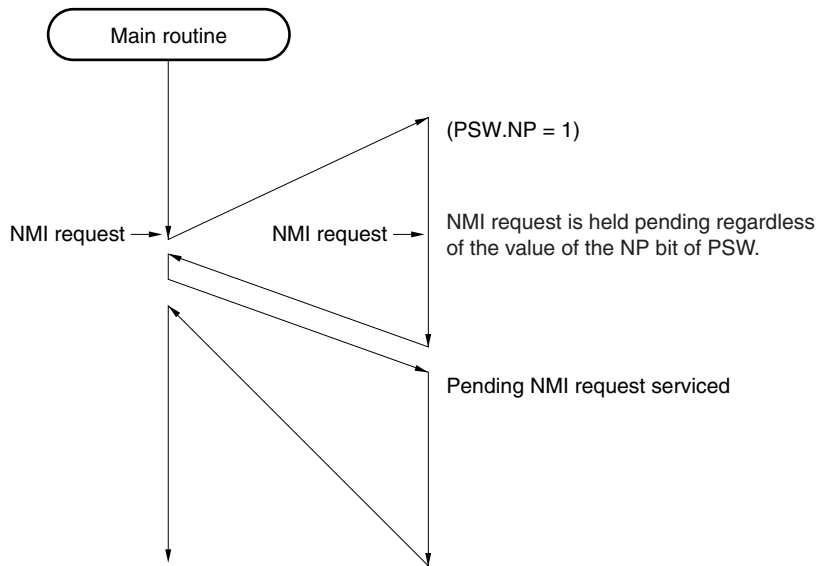 Main routine
(PSW.NP = 1)
NMI request
NMI request
NMI request is held pending regardless
of the value of the NP bit of PSW.
Pending NMI request serviced